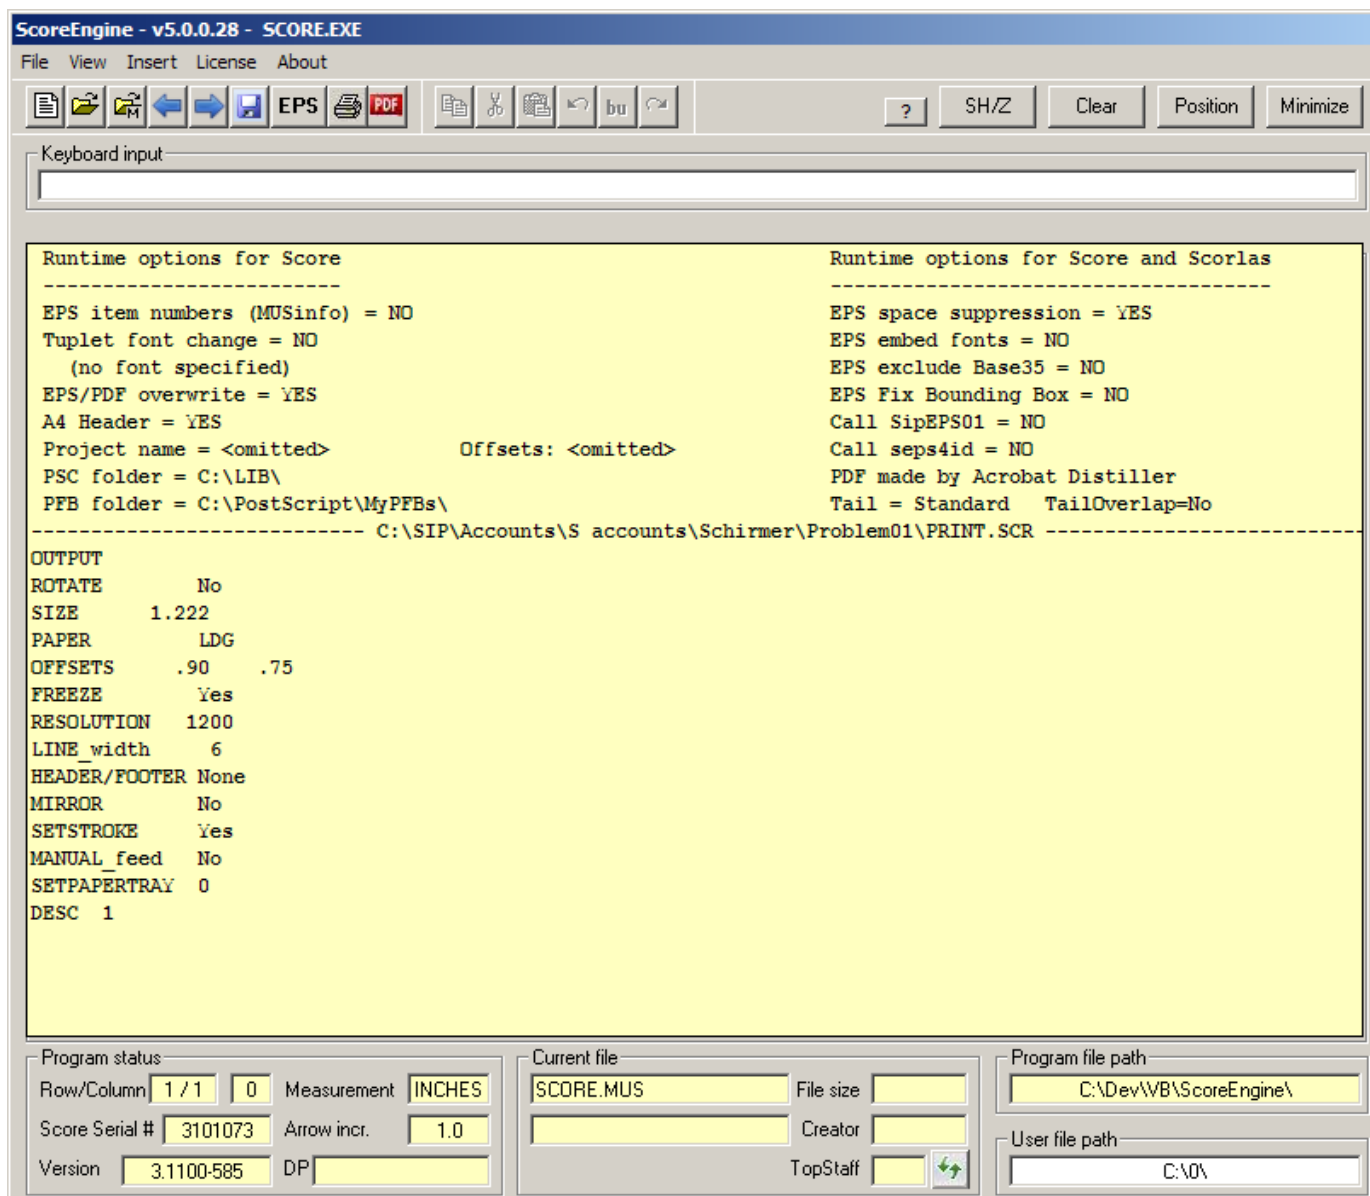 ScoreEngine - v5.0.0.28 - SCORE.EXE
File View Insert License About
M EPS PDF bu ? SH/Z Clear Position Minimize
Keyboard input
Runtime options for Score Runtime options for Score and Scorlas
------------------------- -------------------------------------
EPS item numbers (MUSinfo) = NO EPS space suppression = YES
Tuplet font change = NO EPS embed fonts = NO
(no font specified) EPS exclude Base35 = NO
EPS/PDF overwrite = YES EPS Fix Bounding Box = NO
A4 Header = YES Call SipEPS01 = NO
Project name = <omitted> Offsets: <omitted> Call seps4id = NO
PSC folder = C:\LIB\ PDF made by Acrobat Distiller
PFB folder = C:\PostScript\MyPFBs\ Tail = Standard TailOverlap=No
---------------------------- C:\SIP\Accounts\S accounts\Schirmer\Problem01\PRINT.SCR ---------------------------
OUTPUT
ROTATE No
SIZE 1.222
PAPER LDG
OFFSETS .90 .75
FREEZE Yes
RESOLUTION 1200
LINE_width 6
HEADER/FOOTER None
MIRROR No
SETSTROKE Yes
MANUAL_feed No
SETPAPERTRAY 0
DESC 1
Program status Current file Program file path
Row/Column 1 / 1 0 Measurement INCHES SCORE.MUS File size C:\Dev\VB\ScoreEngine\
Score Serial # 3101073 Arrow incr. 1.0 Creator User file path
Version 3.1100-585 DP TopStaff C:\0\